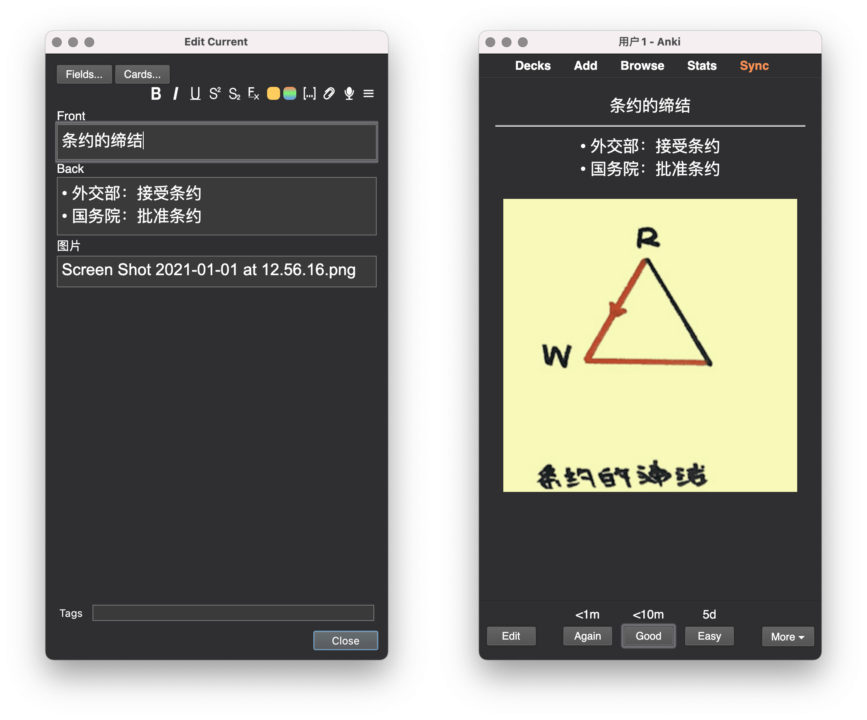 Edit Current
Fields... Cards...
B I U S² S₂ Ex [...]
Front
条约的缔结
Back
• 外交部：接受条约
• 国务院：批准条约
图片
Screen Shot 2021-01-01 at 12.56.16.png
Tags
Close
用户1 - Anki
Decks Add Browse Stats Sync
条约的缔结
• 外交部：接受条约
• 国务院：批准条约
R
W
条约的缔结
<1m <10m 5d
Edit Again Good Easy More